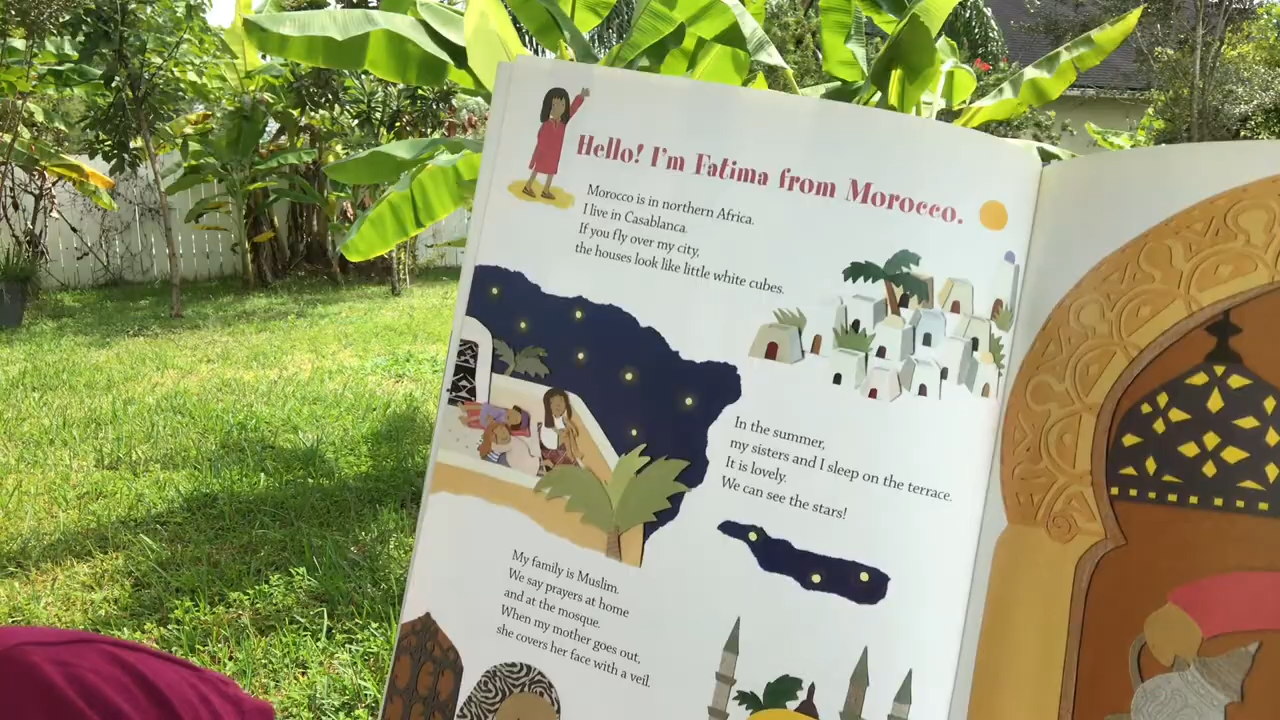 Hello! I'm Fatima from Morocco.
Morocco is in northern Africa.
I live in Casablanca.
If you fly over my city,
the houses look like little white cubes.
In the summer,
my sisters and I sleep on the terrace.
It is lovely.
We can see the stars!
My family is Muslim.
We say prayers at home
and at the mosque.
When my mother goes out,
she covers her face with a veil.